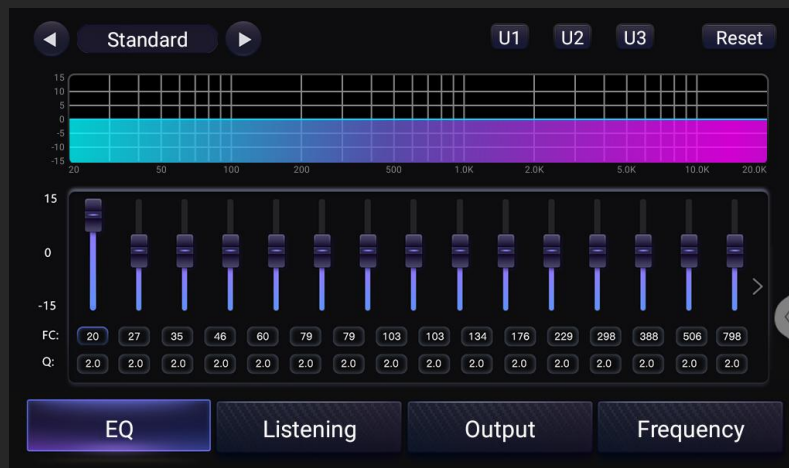 Standard U1 U2 U3 Reset
15
10
5
0
-5
-10
-15
20 50 100 200 500 1.0K 2.0K 5.0K 10.0K 20.0K
15
0
-15
FC: 20 27 35 46 60 79 79 103 103 134 176 229 298 388 506 798
Q: 2.0 2.0 2.0 2.0 2.0 2.0 2.0 2.0 2.0 2.0 2.0 2.0 2.0 2.0 2.0 2.0
EQ Listening Output Frequency